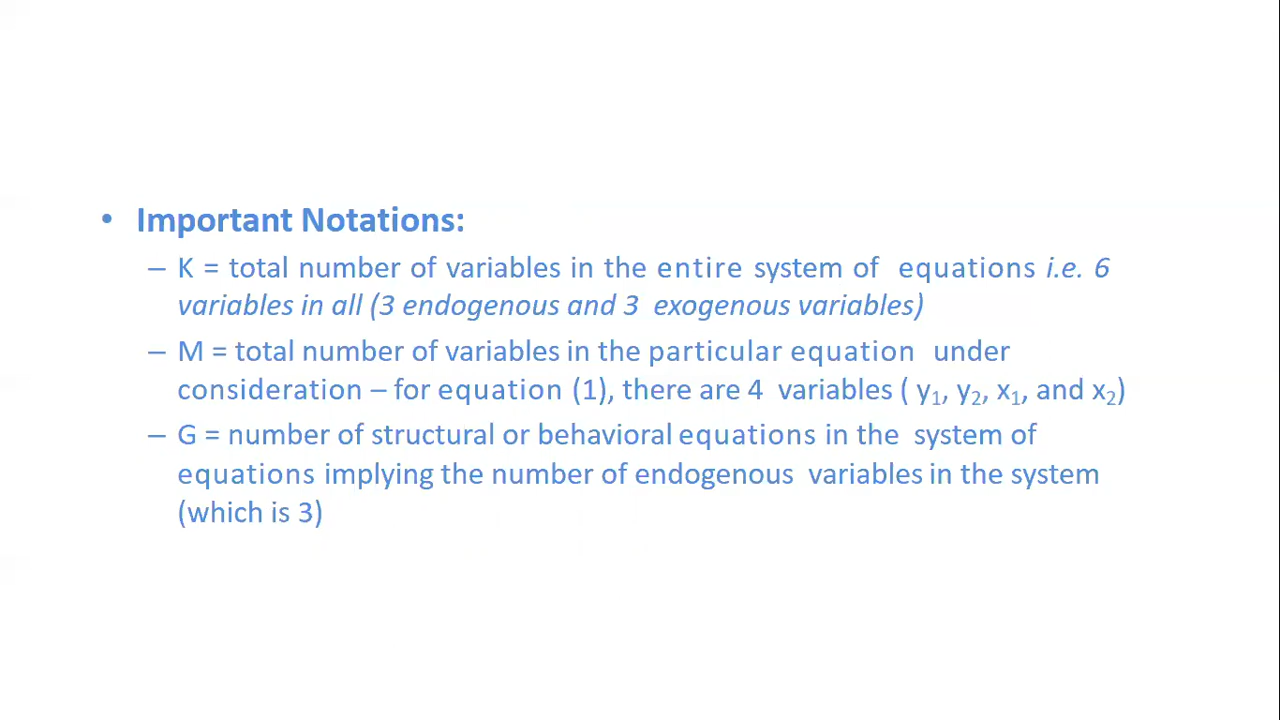 • Important Notations:
– K = total number of variables in the entire system of equations i.e. 6
variables in all (3 endogenous and 3 exogenous variables)
– M = total number of variables in the particular equation under
consideration – for equation (1), there are 4 variables ( y₁, y₂, x₁, and x₂)
– G = number of structural or behavioral equations in the system of
equations implying the number of endogenous variables in the system
(which is 3)